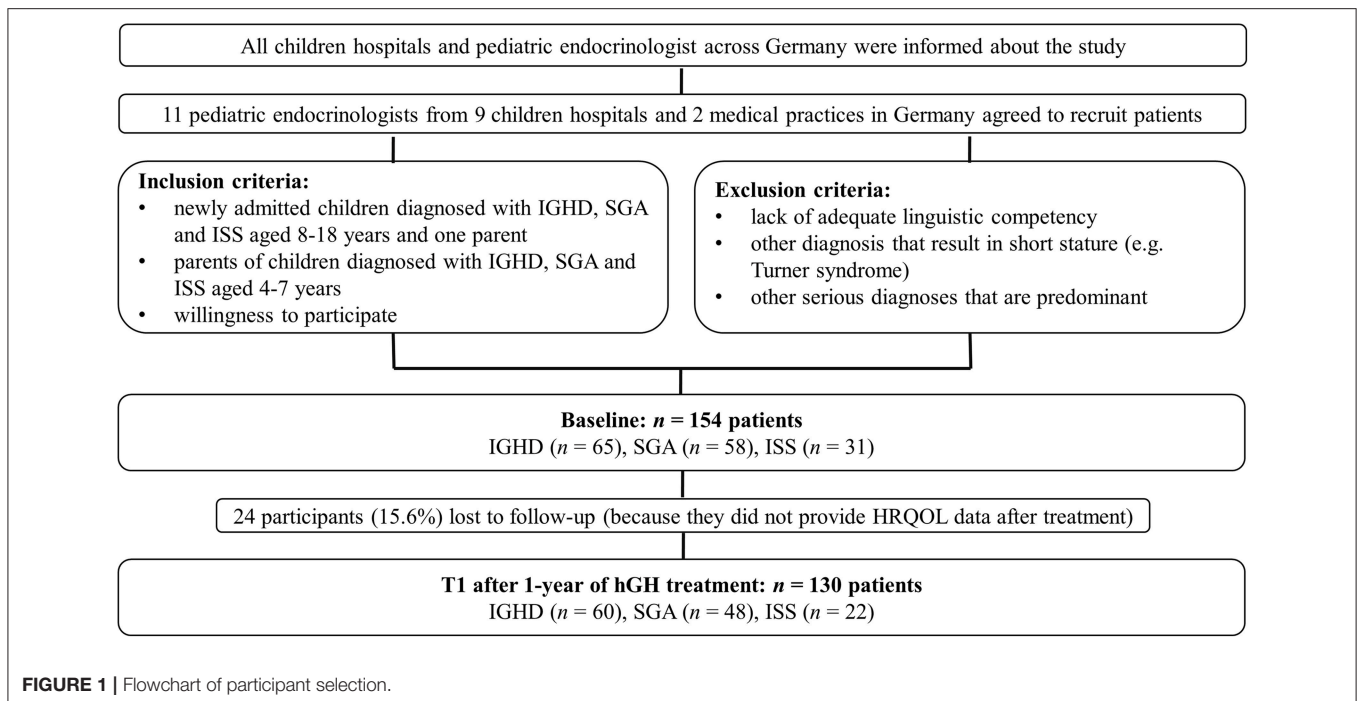 All children hospitals and pediatric endocrinologist across Germany were informed about the study
11 pediatric endocrinologists from 9 children hospitals and 2 medical practices in Germany agreed to recruit patients
Inclusion criteria:
• newly admitted children diagnosed with IGHD, SGA
and ISS aged 8-18 years and one parent
• parents of children diagnosed with IGHD, SGA and
ISS aged 4-7 years
• willingness to participate
Exclusion criteria:
• lack of adequate linguistic competency
• other diagnosis that result in short stature (e.g.
Turner syndrome)
• other serious diagnoses that are predominant
Baseline: n = 154 patients
IGHD (n = 65), SGA (n = 58), ISS (n = 31)
24 participants (15.6%) lost to follow-up (because they did not provide HRQOL data after treatment)
T1 after 1-year of hGH treatment: n = 130 patients
IGHD (n = 60), SGA (n = 48), ISS (n = 22)
FIGURE 1 | Flowchart of participant selection.